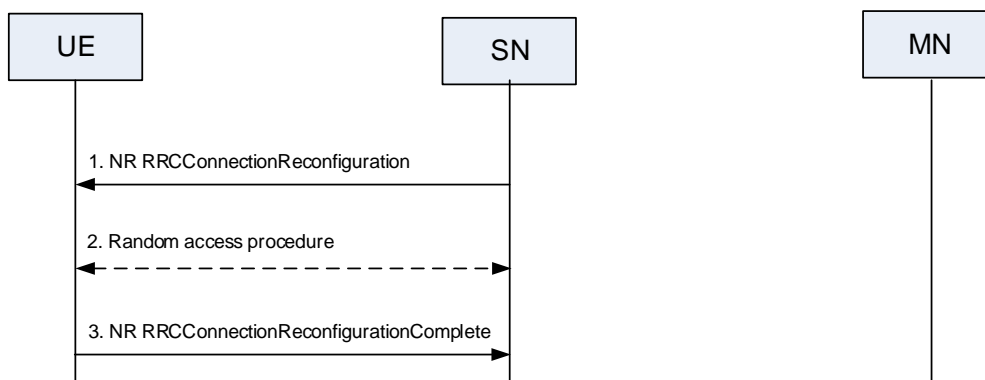 UE
SN
MN
1. NR RRCConnectionReconfiguration
2. Random access procedure
3. NR RRCConnectionReconfigurationComplete